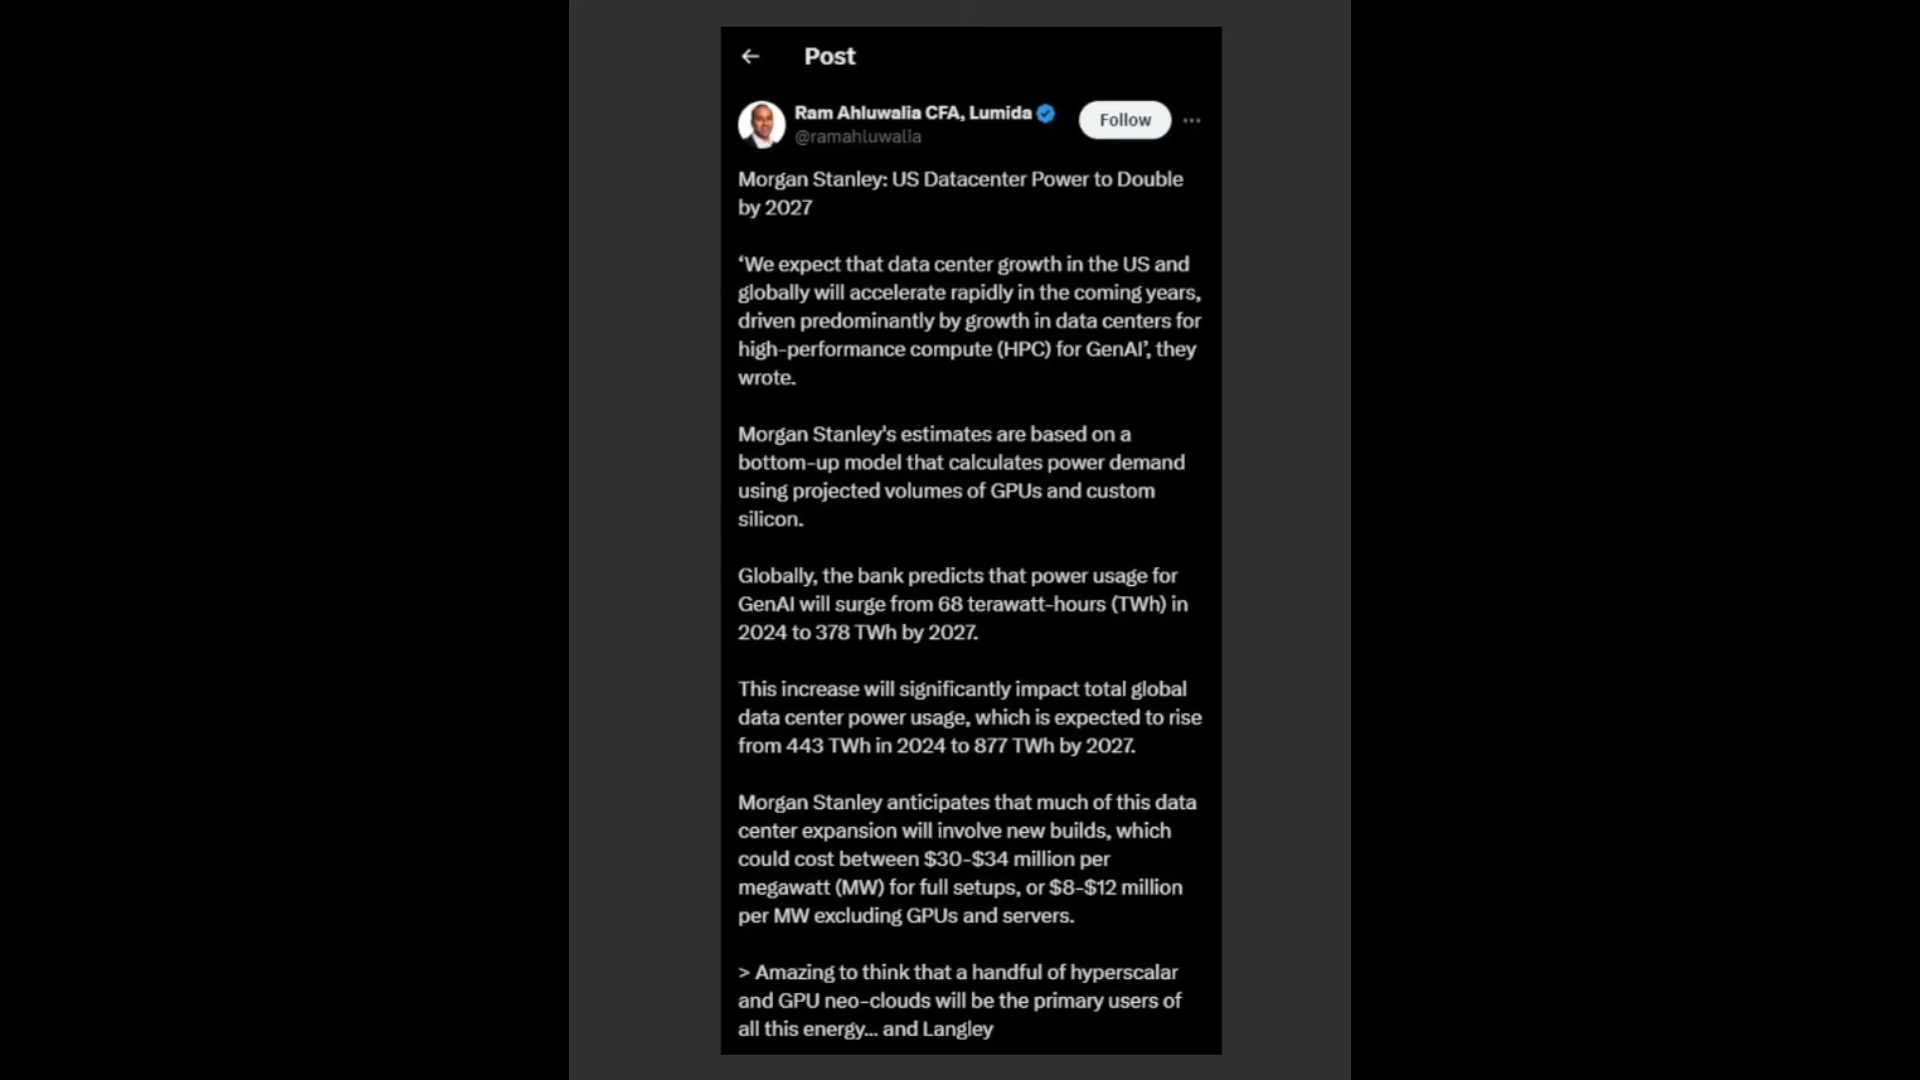 Post
Ram Ahluwalia CFA, Lumida
Follow
@ramahluwalia
Morgan Stanley: US Datacenter Power to Double
by 2027
‘We expect that data center growth in the US and
globally will accelerate rapidly in the coming years,
driven predominantly by growth in data centers for
high-performance compute (HPC) for GenAI’, they
wrote.
Morgan Stanley's estimates are based on a
bottom-up model that calculates power demand
using projected volumes of GPUs and custom
silicon.
Globally, the bank predicts that power usage for
GenAI will surge from 68 terawatt-hours (TWh) in
2024 to 378 TWh by 2027.
This increase will significantly impact total global
data center power usage, which is expected to rise
from 443 TWh in 2024 to 877 TWh by 2027.
Morgan Stanley anticipates that much of this data
center expansion will involve new builds, which
could cost between $30-$34 million per
megawatt (MW) for full setups, or $8-$12 million
per MW excluding GPUs and servers.
> Amazing to think that a handful of hyperscalar
and GPU neo-clouds will be the primary users of
all this energy... and Langley